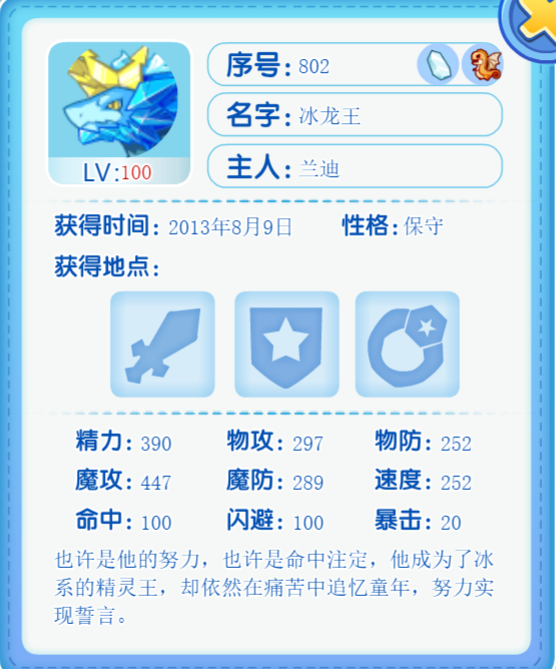 序号：802
名字：冰龙王
LV:100
主人：兰迪
获得时间：2013年8月9日 性格：保守
获得地点：
精力：390 物攻：297 物防：252
魔攻：447 魔防：289 速度：252
命中：100 闪避：100 暴击：20
也许是他的努力，也许是命中注定，他成为了冰
系的精灵王，却依然在痛苦中追忆童年，努力实
现誓言。